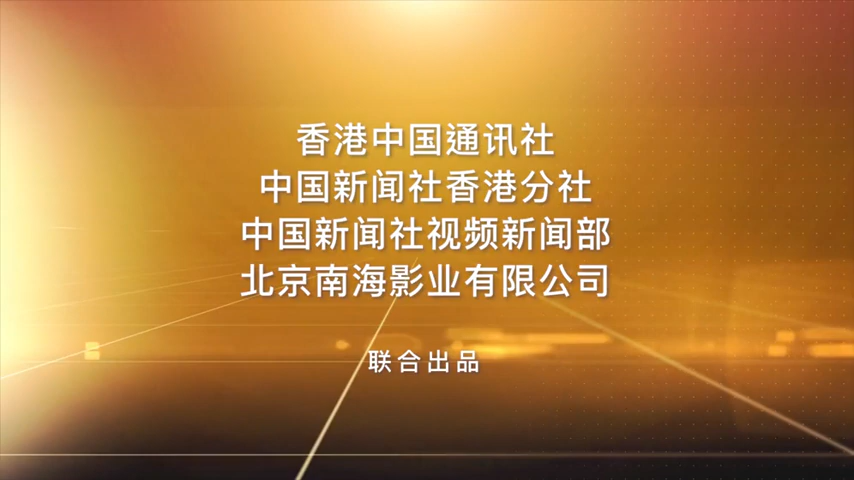 香港中国通讯社
中国新闻社香港分社
中国新闻社视频新闻部
北京南海影业有限公司
联合出品